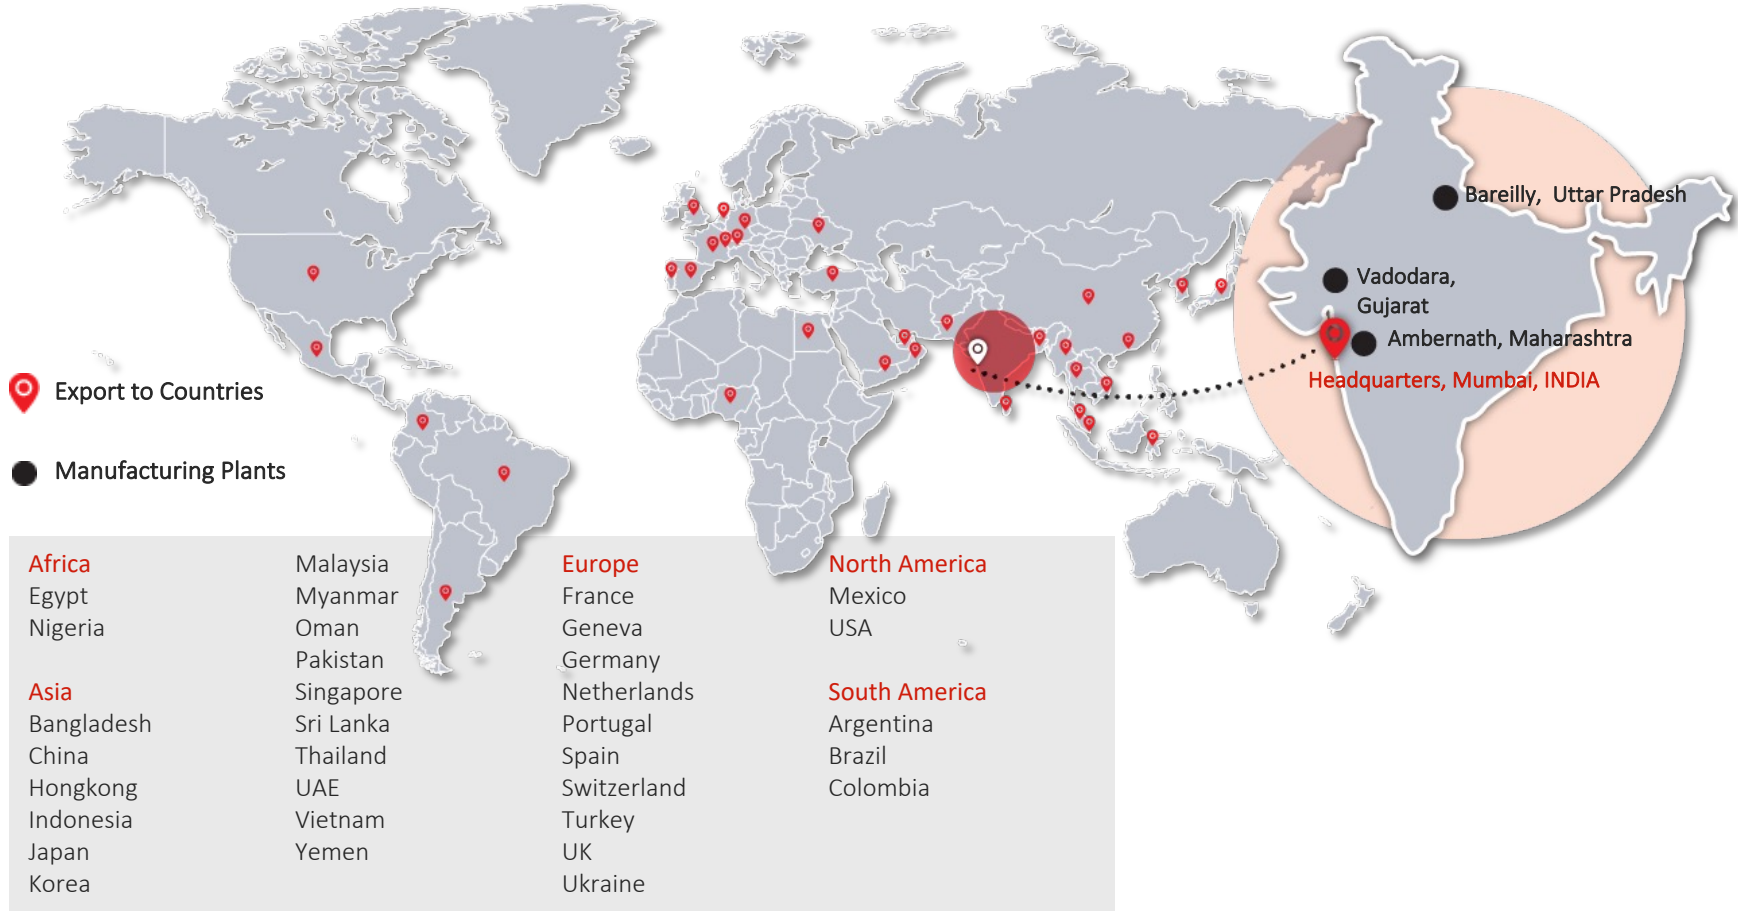 Bareilly,  Uttar Pradesh
Vadodara,
Gujarat
Ambernath, Maharashtra
Headquarters, Mumbai, INDIA
Export to Countries
Manufacturing Plants
Africa
Egypt
Nigeria
Asia
Bangladesh
China
Hongkong
Indonesia
Japan
Korea
Malaysia
Myanmar
Oman
Pakistan
Singapore
Sri Lanka
Thailand
UAE
Vietnam
Yemen
Europe
France
Geneva
Germany
Netherlands
Portugal
Spain
Switzerland
Turkey
UK
Ukraine
North America
Mexico
USA
South America
Argentina
Brazil
Colombia